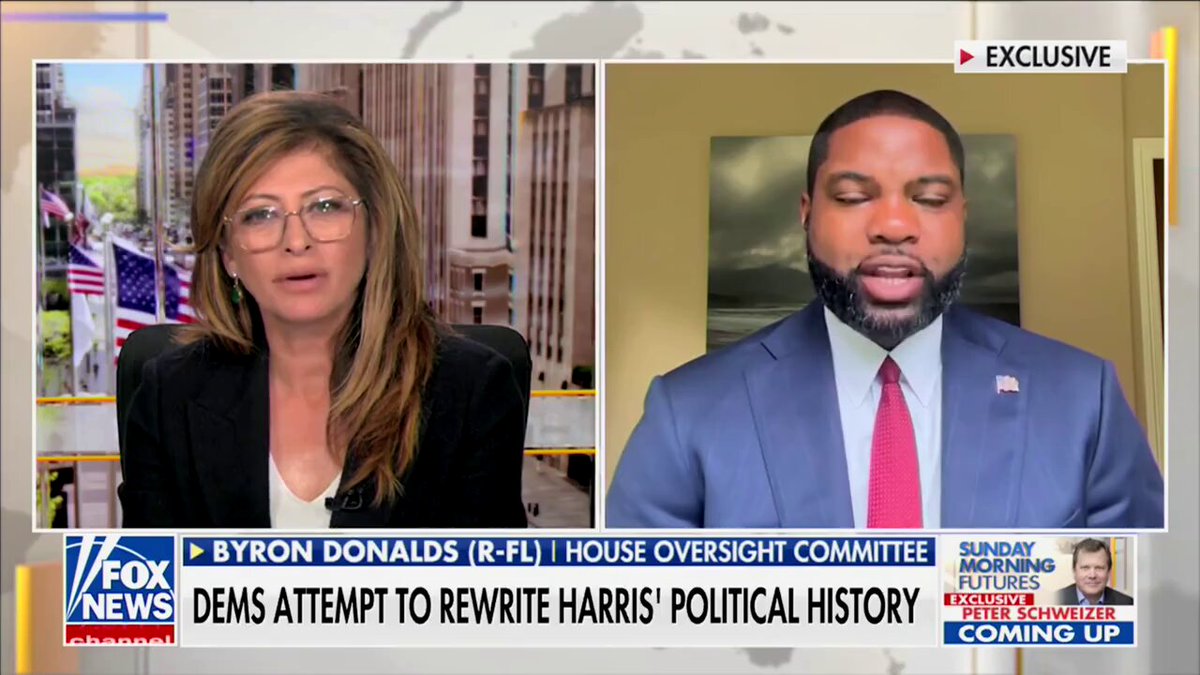 EXCLUSIVE
BYRON DONALDS (R-FL) | HOUSE OVERSIGHT COMMITTEE
DEMS ATTEMPT TO REWRITE HARRIS' POLITICAL HISTORY
FOX
NEWS
channel
SUNDAY
MORNING
FUTURES
EXCLUSIVE
PETER SCHWEIZER
COMING UP